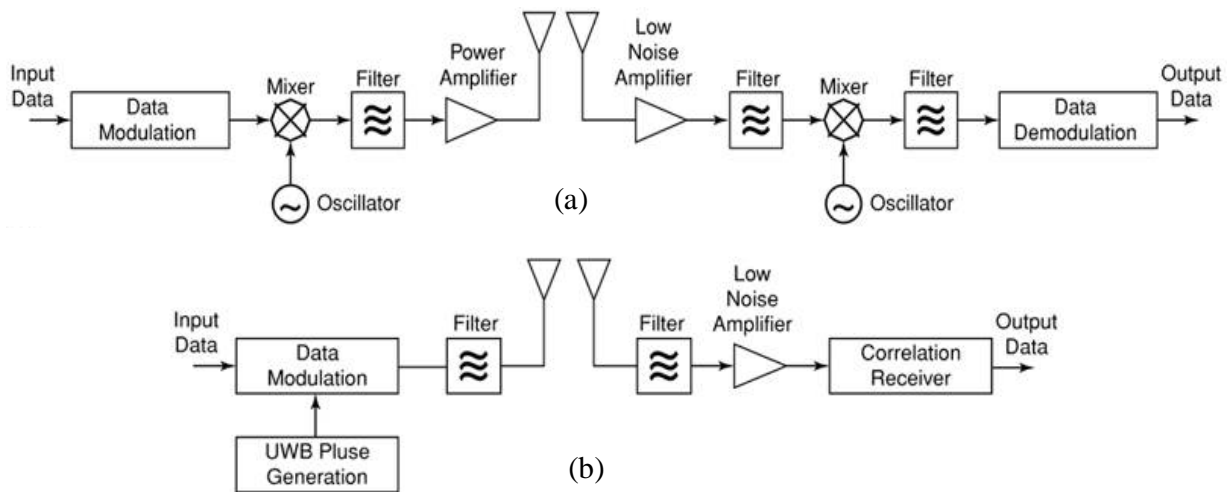 Input
Data
Data
Modulation
Mixer
Oscillator
Filter
Power
Amplifier
Low
Noise
Amplifier
Filter
Mixer
Oscillator
Filter
Data
Demodulation
Output
Data
(a)
Input
Data
Data
Modulation
UWB Pluse
Generation
Filter
Filter
Low
Noise
Amplifier
Correlation
Receiver
Output
Data
(b)